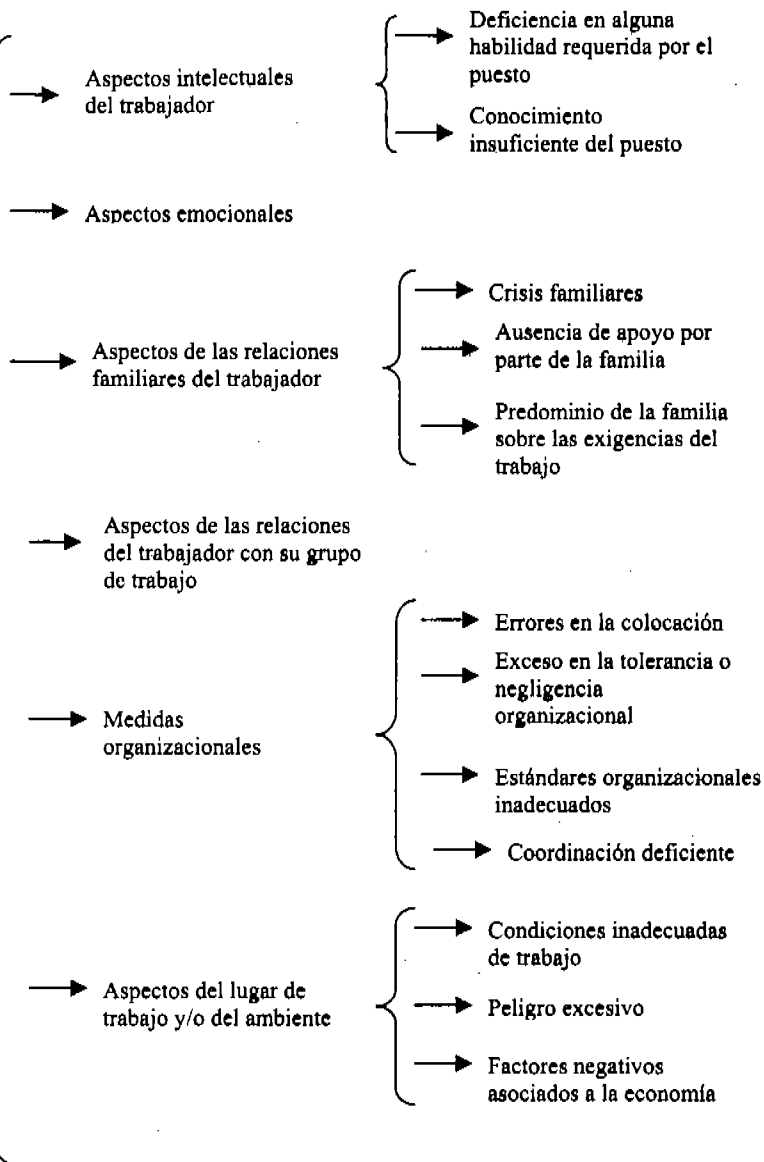 Aspectos intelectuales
del trabajador
Deficiencia en alguna
habilidad requerida por el
puesto
Conocimiento
insuficiente del puesto
Aspectos emocionales
Aspectos de las relaciones
familiares del trabajador
Crisis familiares
Ausencia de apoyo por
parte de la familia
Predominio de la familia
sobre las exigencias del
trabajo
Aspectos de las relaciones
del trabajador con su grupo
de trabajo
Medidas
organizacionales
Errores en la colocación
Exceso en la tolerancia o
negligencia
organizacional
Estándares organizacionales
inadecuados
Coordinación deficiente
Aspectos del lugar de
trabajo y/o del ambiente
Condiciones inadecuadas
de trabajo
Peligro excesivo
Factores negativos
asociados a la economía